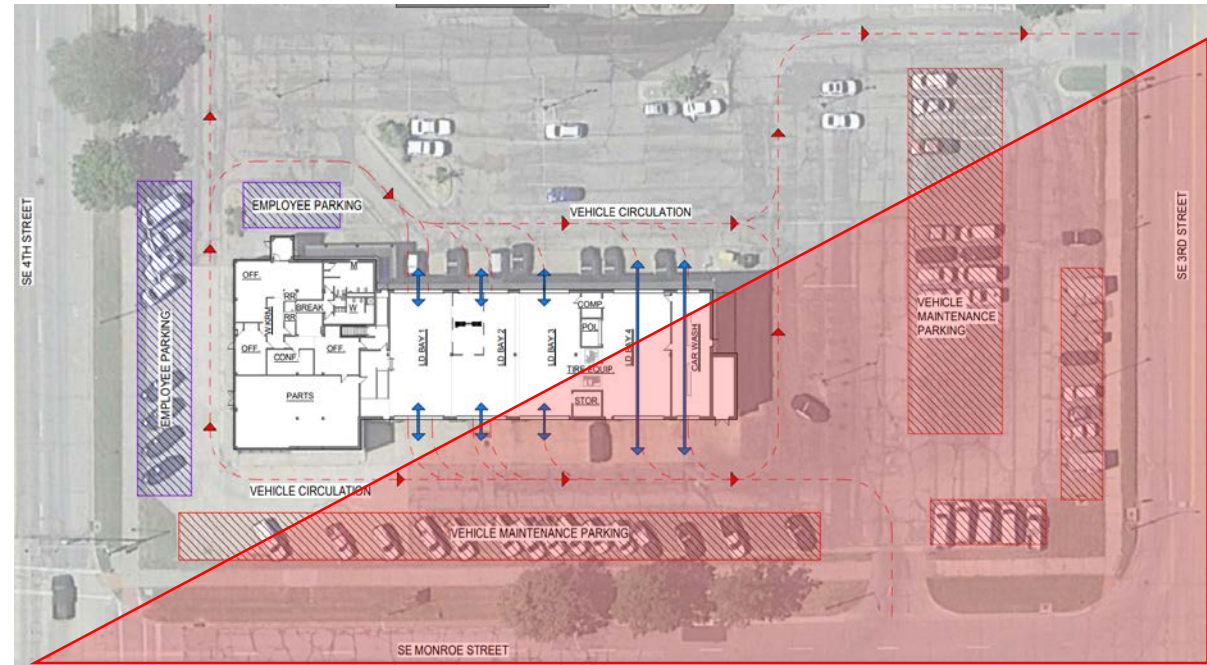 EMPLOYEE PARKING
VEHICLE CIRCULATION
SE 4TH STREET
SE 3RD STREET
OFF.
M
RR
BREAK
W
WKRM
RR
OFF.
CONF
OFF.
PARTS
LD BAY 1
LD BAY 2
LD BAY 3
COMP
POL
LD BAY 4
CAR WASH
TIRE EQUIP.
STOR.
VEHICLE
MAINTENANCE
PARKING
EMPLOYEE PARKING
VEHICLE CIRCULATION
VEHICLE MAINTENANCE PARKING
SE MONROE STREET